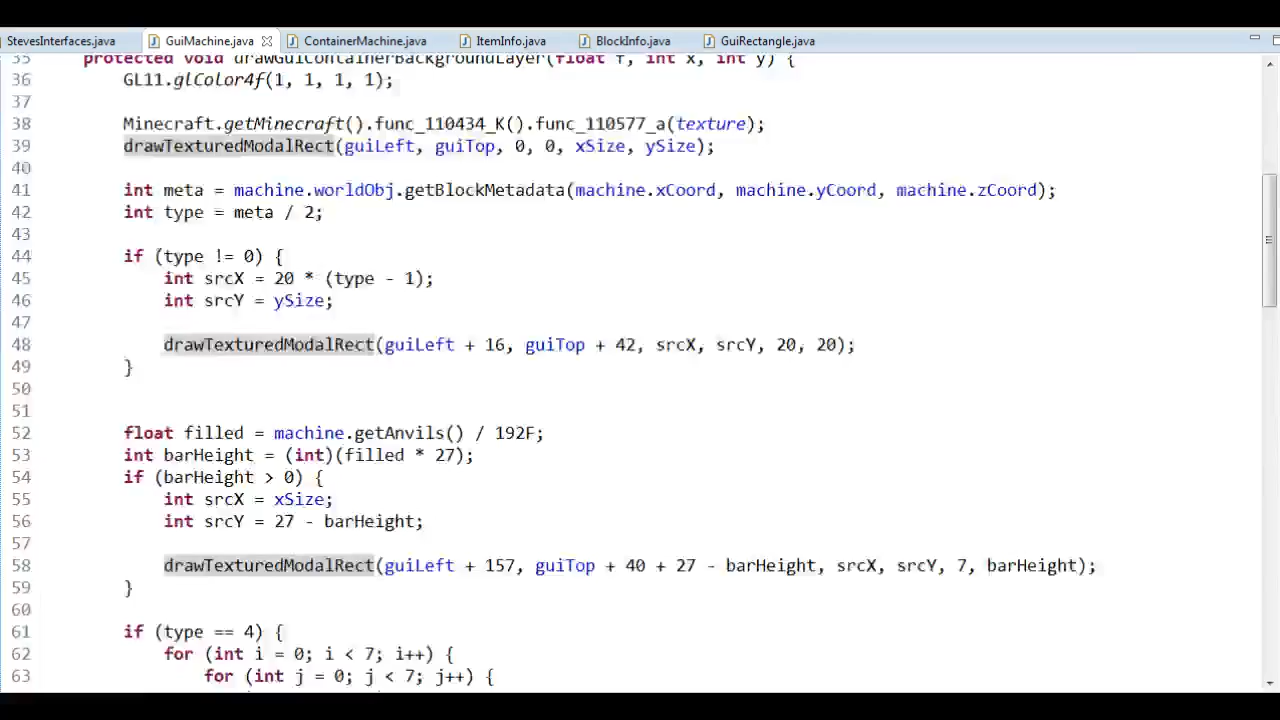 StevesInterfaces.java GuiMachine.java ContainerMachine.java ItemInfo.java BlockInfo.java GuiRectangle.java
35 protected void drawGuiContainerBackgroundLayer(float f, int x, int y) {
36 GL11.glColor4f(1, 1, 1, 1);
37
38 Minecraft.getMinecraft().func_110434_K().func_110577_a(texture);
39 drawTexturedModalRect(guiLeft, guiTop, 0, 0, xSize, ySize);
40
41 int meta = machine.worldObj.getBlockMetadata(machine.xCoord, machine.yCoord, machine.zCoord);
42 int type = meta / 2;
43
44 if (type != 0) {
45 int srcX = 20 * (type - 1);
46 int srcY = ySize;
47
48 drawTexturedModalRect(guiLeft + 16, guiTop + 42, srcX, srcY, 20, 20);
49 }
50
51
52 float filled = machine.getAnvils() / 192F;
53 int barHeight = (int)(filled * 27);
54 if (barHeight > 0) {
55 int srcX = xSize;
56 int srcY = 27 - barHeight;
57
58 drawTexturedModalRect(guiLeft + 157, guiTop + 40 + 27 - barHeight, srcX, srcY, 7, barHeight);
59 }
60
61 if (type == 4) {
62 for (int i = 0; i < 7; i++) {
63 for (int j = 0; j < 7; j++) {